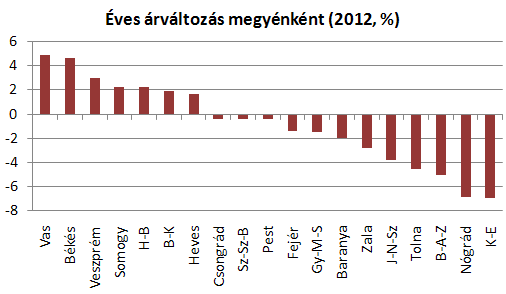 Éves árváltozás megyénként (2012, %)
6
4
2
0
-2
-4
-6
-8
Vas
Békés
Veszprém
Somogy
H-B
B-K
Heves
Csongrád
Sz-Sz-B
Pest
Fejér
Gy-M-S
Baranya
Zala
J-N-Sz
Tolna
B-A-Z
Nógrád
K-E